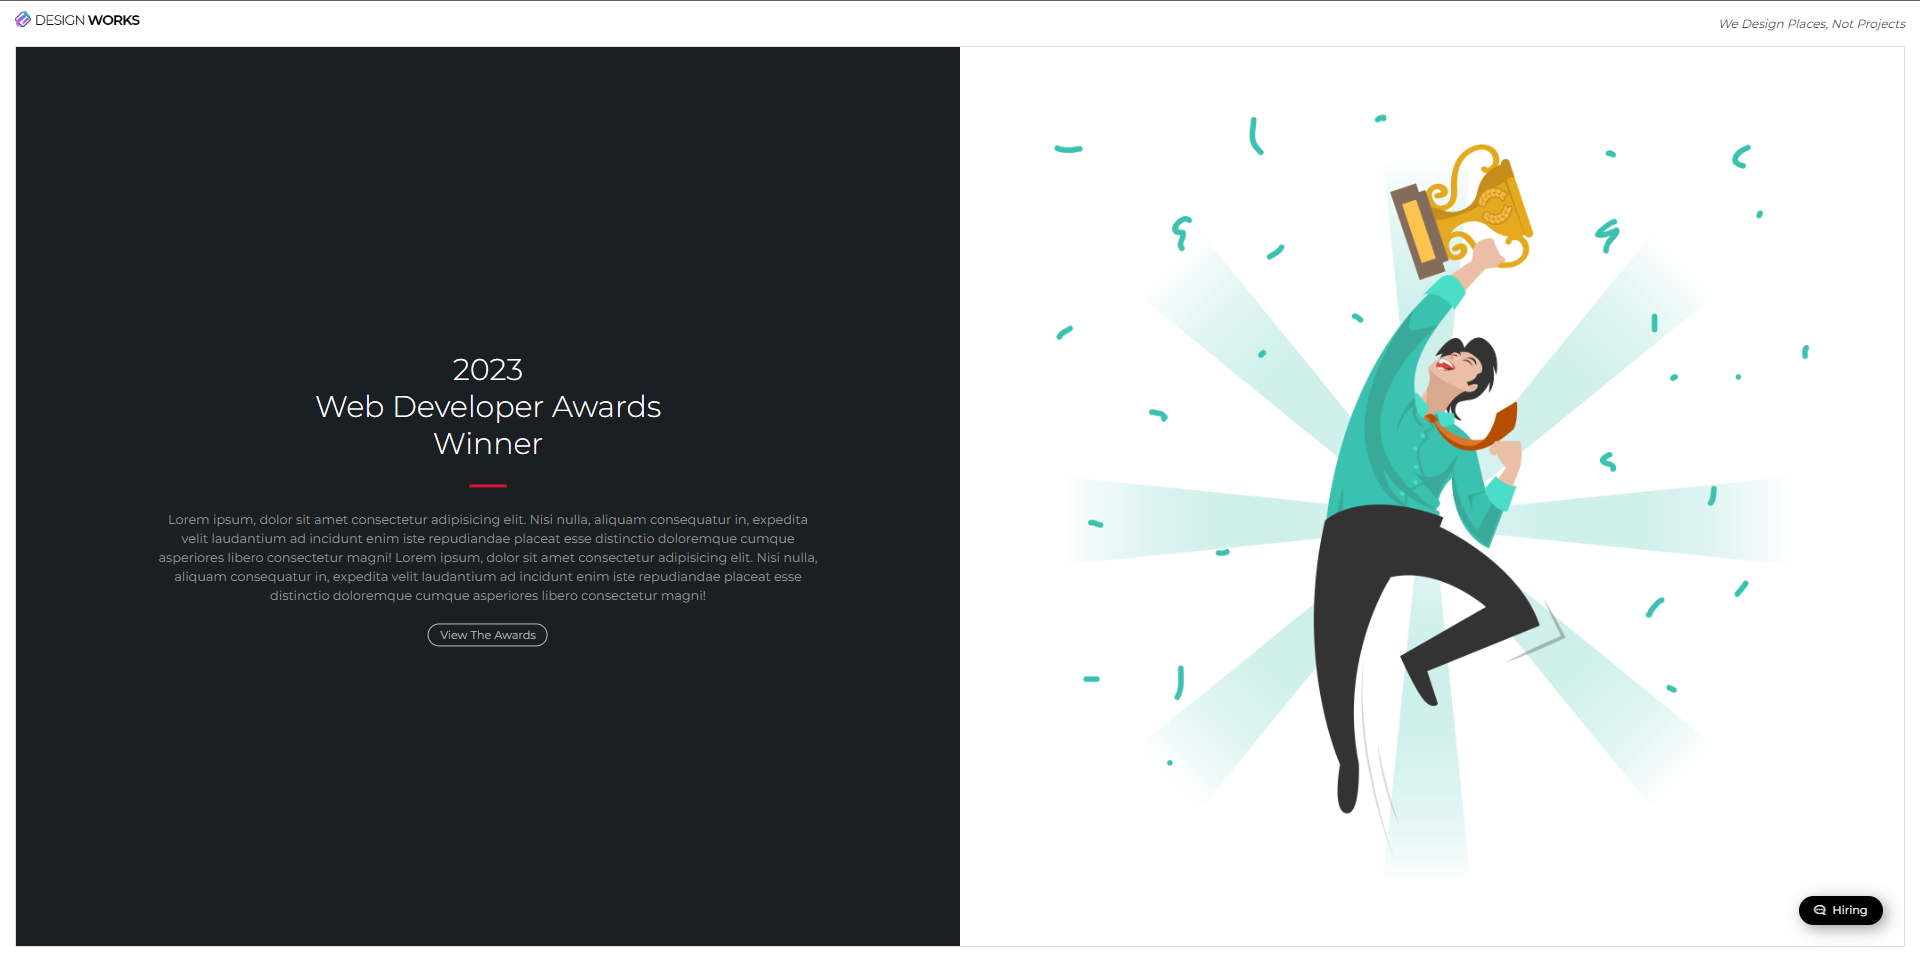 DESIGN WORKS
We Design Places, Not Projects
2023
Web Developer Awards
Winner
Lorem ipsum, dolor sit amet consectetur adipisicing elit. Nisi nulla, aliquam consequatur in, expedita
velit laudantium ad incidunt enim iste repudiandae placeat esse distinctio doloremque cumque
asperiores libero consectetur magni! Lorem ipsum, dolor sit amet consectetur adipisicing elit. Nisi nulla,
aliquam consequatur in, expedita velit laudantium ad incidunt enim iste repudiandae placeat esse
distinctio doloremque cumque asperiores libero consectetur magni!
View The Awards
Hiring